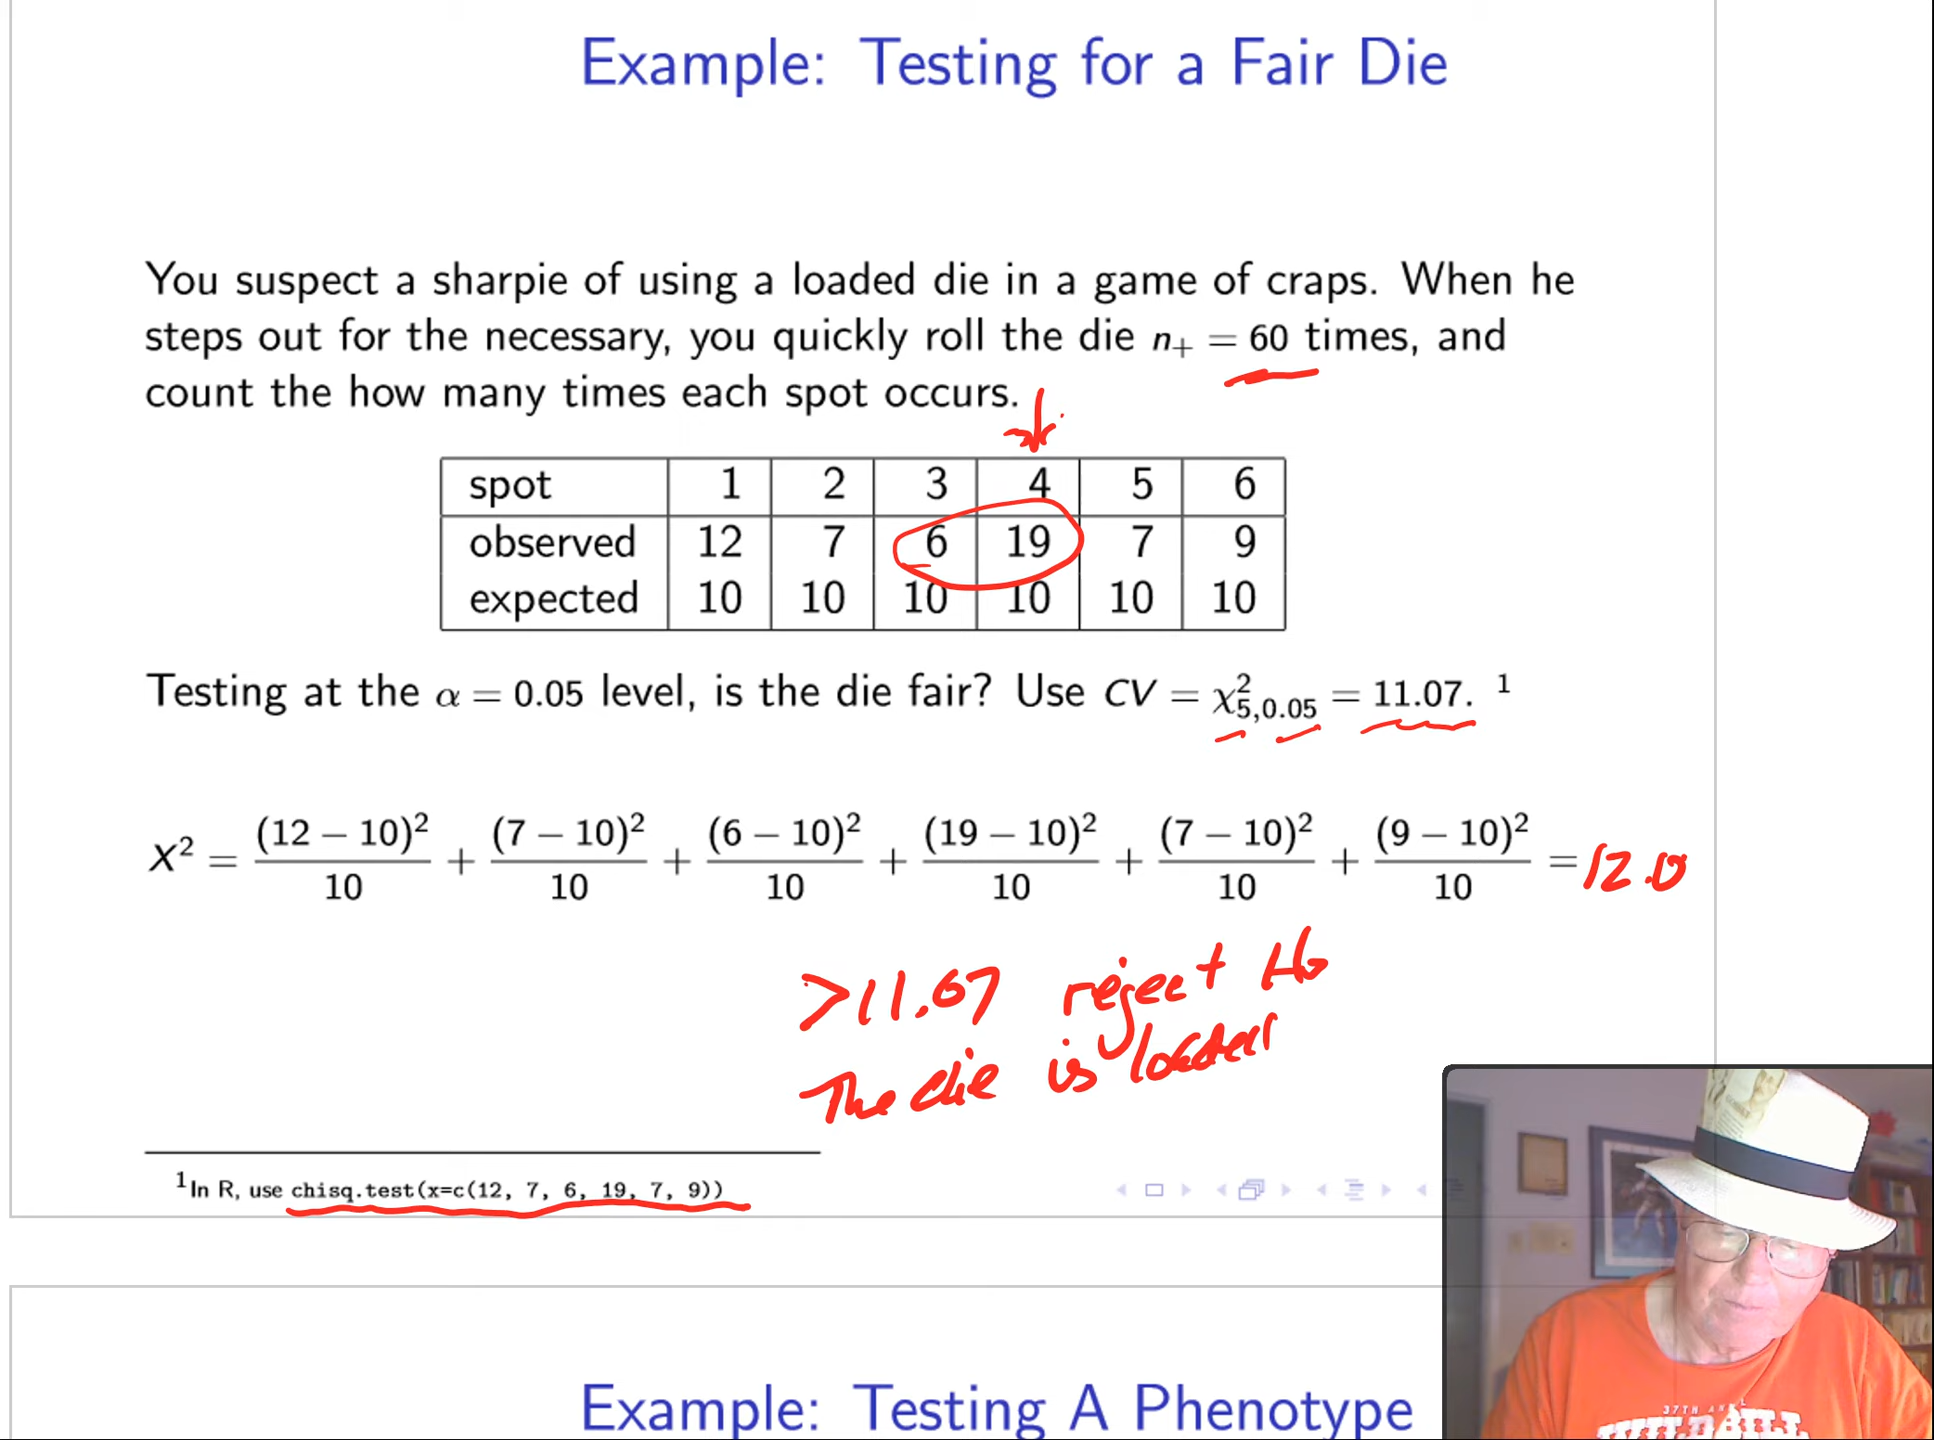 Example: Testing for a Fair Die
You suspect a sharpie of using a loaded die in a game of craps. When he
steps out for the necessary, you quickly roll the die n₊ = 60 times, and
count the how many times each spot occurs.
spot 1 2 3 4 5 6
observed 12 7 6 19 7 9
expected 10 10 10 10 10 10
Testing at the α = 0.05 level, is the die fair? Use CV = χ²₅,₀.₀₅ = 11.07. ¹
X² = (12 − 10)²/10 + (7 − 10)²/10 + (6 − 10)²/10 + (19 − 10)²/10 + (7 − 10)²/10 + (9 − 10)²/10 = 12.0
>11.07 reject H₀
The die is loaded
¹In R, use chisq.test(x=c(12, 7, 6, 19, 7, 9))
Example: Testing A Phenotype
37TH
WILD BILL